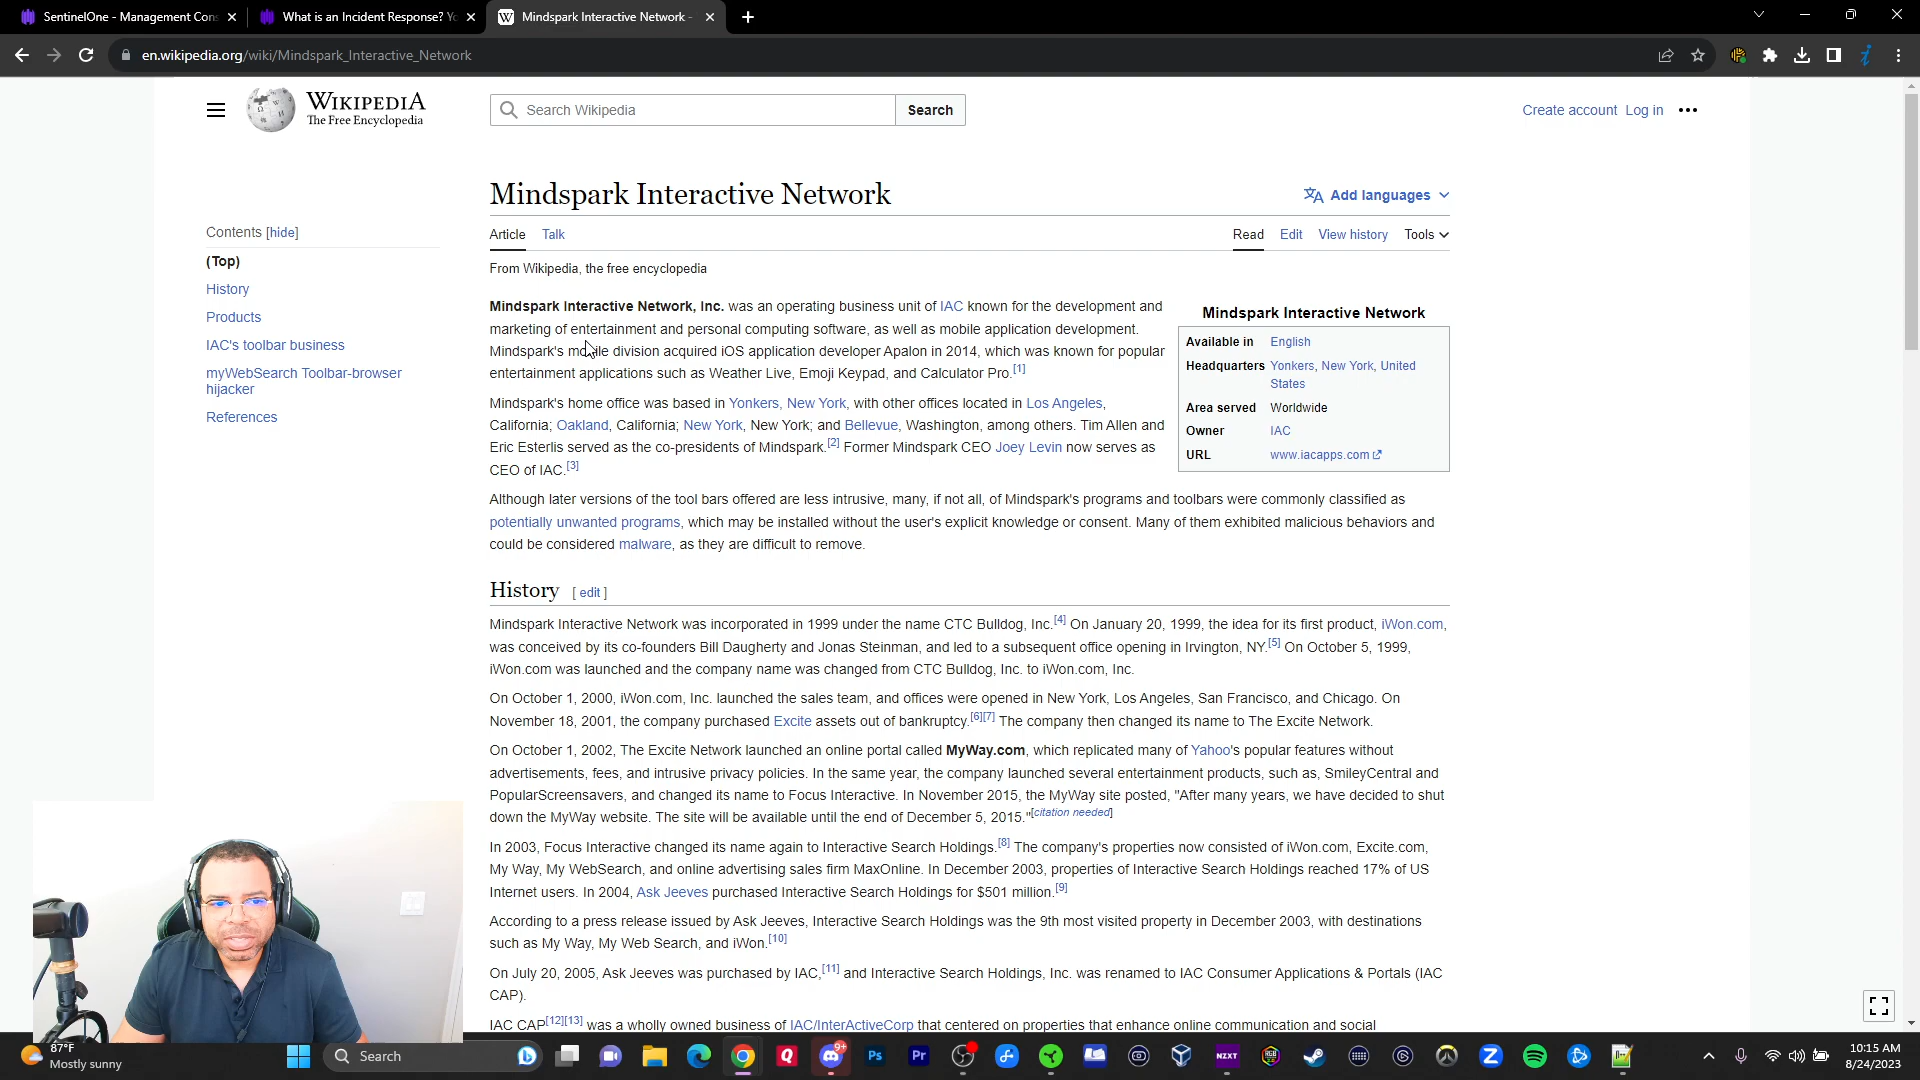 SentinelOne - Management Cons
What is an Incident Response? Yo
Mindspark Interactive Network -
en.wikipedia.org/wiki/Mindspark_Interactive_Network
WIKIPEDIA
The Free Encyclopedia
Search Wikipedia
Search
Create account Log in
Mindspark Interactive Network
Add languages
Article Talk
Read Edit View history Tools
From Wikipedia, the free encyclopedia
Contents [hide]
(Top)
History
Products
IAC's toolbar business
myWebSearch Toolbar-browser
hijacker
References
Mindspark Interactive Network, Inc. was an operating business unit of IAC known for the development and
marketing of entertainment and personal computing software, as well as mobile application development.
Mindspark's mobile division acquired iOS application developer Apalon in 2014, which was known for popular
entertainment applications such as Weather Live, Emoji Keypad, and Calculator Pro.[1]
Mindspark's home office was based in Yonkers, New York, with other offices located in Los Angeles,
California; Oakland, California; New York, New York; and Bellevue, Washington, among others. Tim Allen and
Eric Esterlis served as the co-presidents of Mindspark.[2] Former Mindspark CEO Joey Levin now serves as
CEO of IAC.[3]
Mindspark Interactive Network
Available in English
Headquarters Yonkers, New York, United
States
Area served Worldwide
Owner IAC
URL www.iacapps.com
Although later versions of the tool bars offered are less intrusive, many, if not all, of Mindspark's programs and toolbars were commonly classified as
potentially unwanted programs, which may be installed without the user's explicit knowledge or consent. Many of them exhibited malicious behaviors and
could be considered malware, as they are difficult to remove.
History [ edit ]
Mindspark Interactive Network was incorporated in 1999 under the name CTC Bulldog, Inc.[4] On January 20, 1999, the idea for its first product, iWon.com,
was conceived by its co-founders Bill Daugherty and Jonas Steinman, and led to a subsequent office opening in Irvington, NY.[5] On October 5, 1999,
iWon.com was launched and the company name was changed from CTC Bulldog, Inc. to iWon.com, Inc.
On October 1, 2000, iWon.com, Inc. launched the sales team, and offices were opened in New York, Los Angeles, San Francisco, and Chicago. On
November 18, 2001, the company purchased Excite assets out of bankruptcy.[6][7] The company then changed its name to The Excite Network.
On October 1, 2002, The Excite Network launched an online portal called MyWay.com, which replicated many of Yahoo's popular features without
advertisements, fees, and intrusive privacy policies. In the same year, the company launched several entertainment products, such as, SmileyCentral and
PopularScreensavers, and changed its name to Focus Interactive. In November 2015, the MyWay site posted, "After many years, we have decided to shut
down the MyWay website. The site will be available until the end of December 5, 2015."[citation needed]
In 2003, Focus Interactive changed its name again to Interactive Search Holdings.[8] The company's properties now consisted of iWon.com, Excite.com,
My Way, My WebSearch, and online advertising sales firm MaxOnline. In December 2003, properties of Interactive Search Holdings reached 17% of US
Internet users. In 2004, Ask Jeeves purchased Interactive Search Holdings for $501 million.[9]
According to a press release issued by Ask Jeeves, Interactive Search Holdings was the 9th most visited property in December 2003, with destinations
such as My Way, My Web Search, and iWon.[10]
On July 20, 2005, Ask Jeeves was purchased by IAC,[11] and Interactive Search Holdings, Inc. was renamed to IAC Consumer Applications & Portals (IAC
CAP).
IAC CAP[12][13] was a wholly owned business of IAC/InterActiveCorp that centered on properties that enhance online communication and social
87°F
Mostly sunny
Search
9+
Ps
Pr
NZXT
10:15 AM
8/24/2023